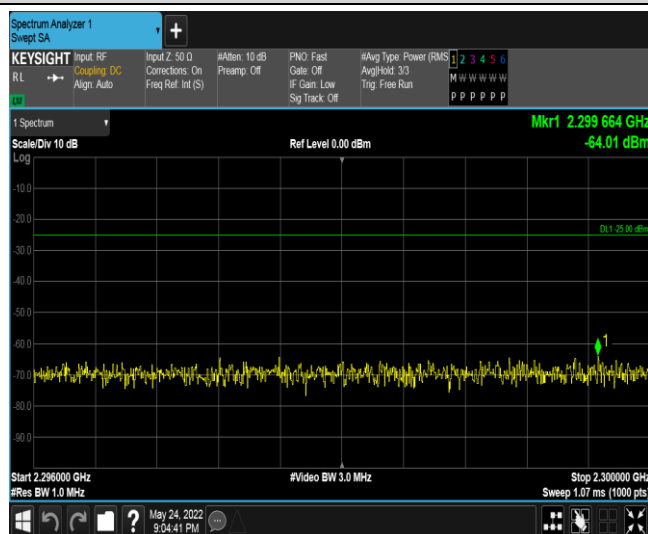 Spectrum Analyzer 1
Swept SA
+
KEYSIGHT Input: RF Input Z: 50 Ω #Atten: 10 dB PNO: Fast #Avg Type: Power (RMS 1 2 3 4 5 6
RL Coupling: DC Corrections: On Preamp: Off Gate: Off Avg|Hold: 3/3 M W W W W W
Align: Auto Freq Ref: Int (S) IF Gain: Low Trig: Free Run
Sig Track: Off P P P P P P
LXI
1 Spectrum Mkr1 2.299 664 GHz
Scale/Div 10 dB Ref Level 0.00 dBm -64.01 dBm
Log
-10.0
-20.0
DL1 -25.00 dBm
-30.0
-40.0
-50.0
1
-60.0
-70.0
-80.0
-90.0
Start 2.296000 GHz #Video BW 3.0 MHz Stop 2.300000 GHz
#Res BW 1.0 MHz Sweep 1.07 ms (1000 pts)
? May 24, 2022
9:04:41 PM